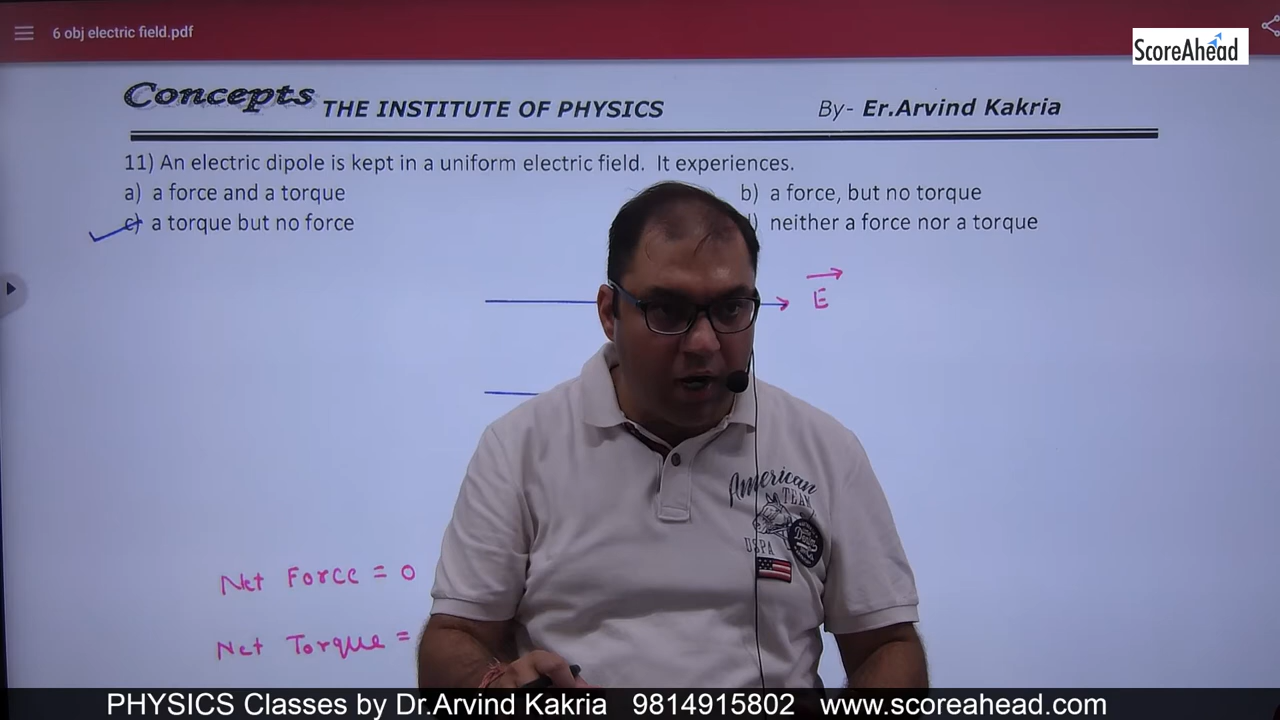 6 obj electric field.pdf
ScoreAhead
Concepts THE INSTITUTE OF PHYSICS By- Er.Arvind Kakria
11) An electric dipole is kept in a uniform electric field. It experiences.
a) a force and a torque b) a force, but no torque
c) a torque but no force d) neither a force nor a torque
E
Net Force = 0
Net Torque =
American
TEAM
USPA
Denim
PHYSICS Classes by Dr.Arvind Kakria 9814915802 www.scoreahead.com